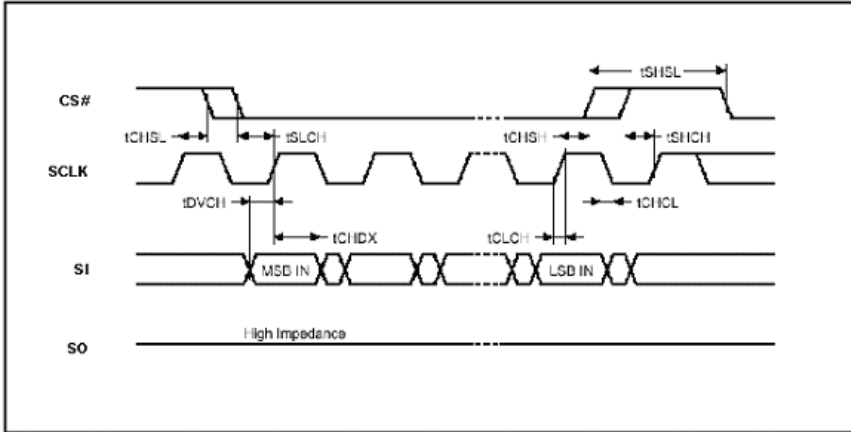 tSHSL
CS#
tCHSL
tSLCH
tCHSH
tSHCH
SCLK
tDVCH
tCHCL
tCHDX
tCLCH
SI
MSB IN
LSB IN
High Impedance
SO